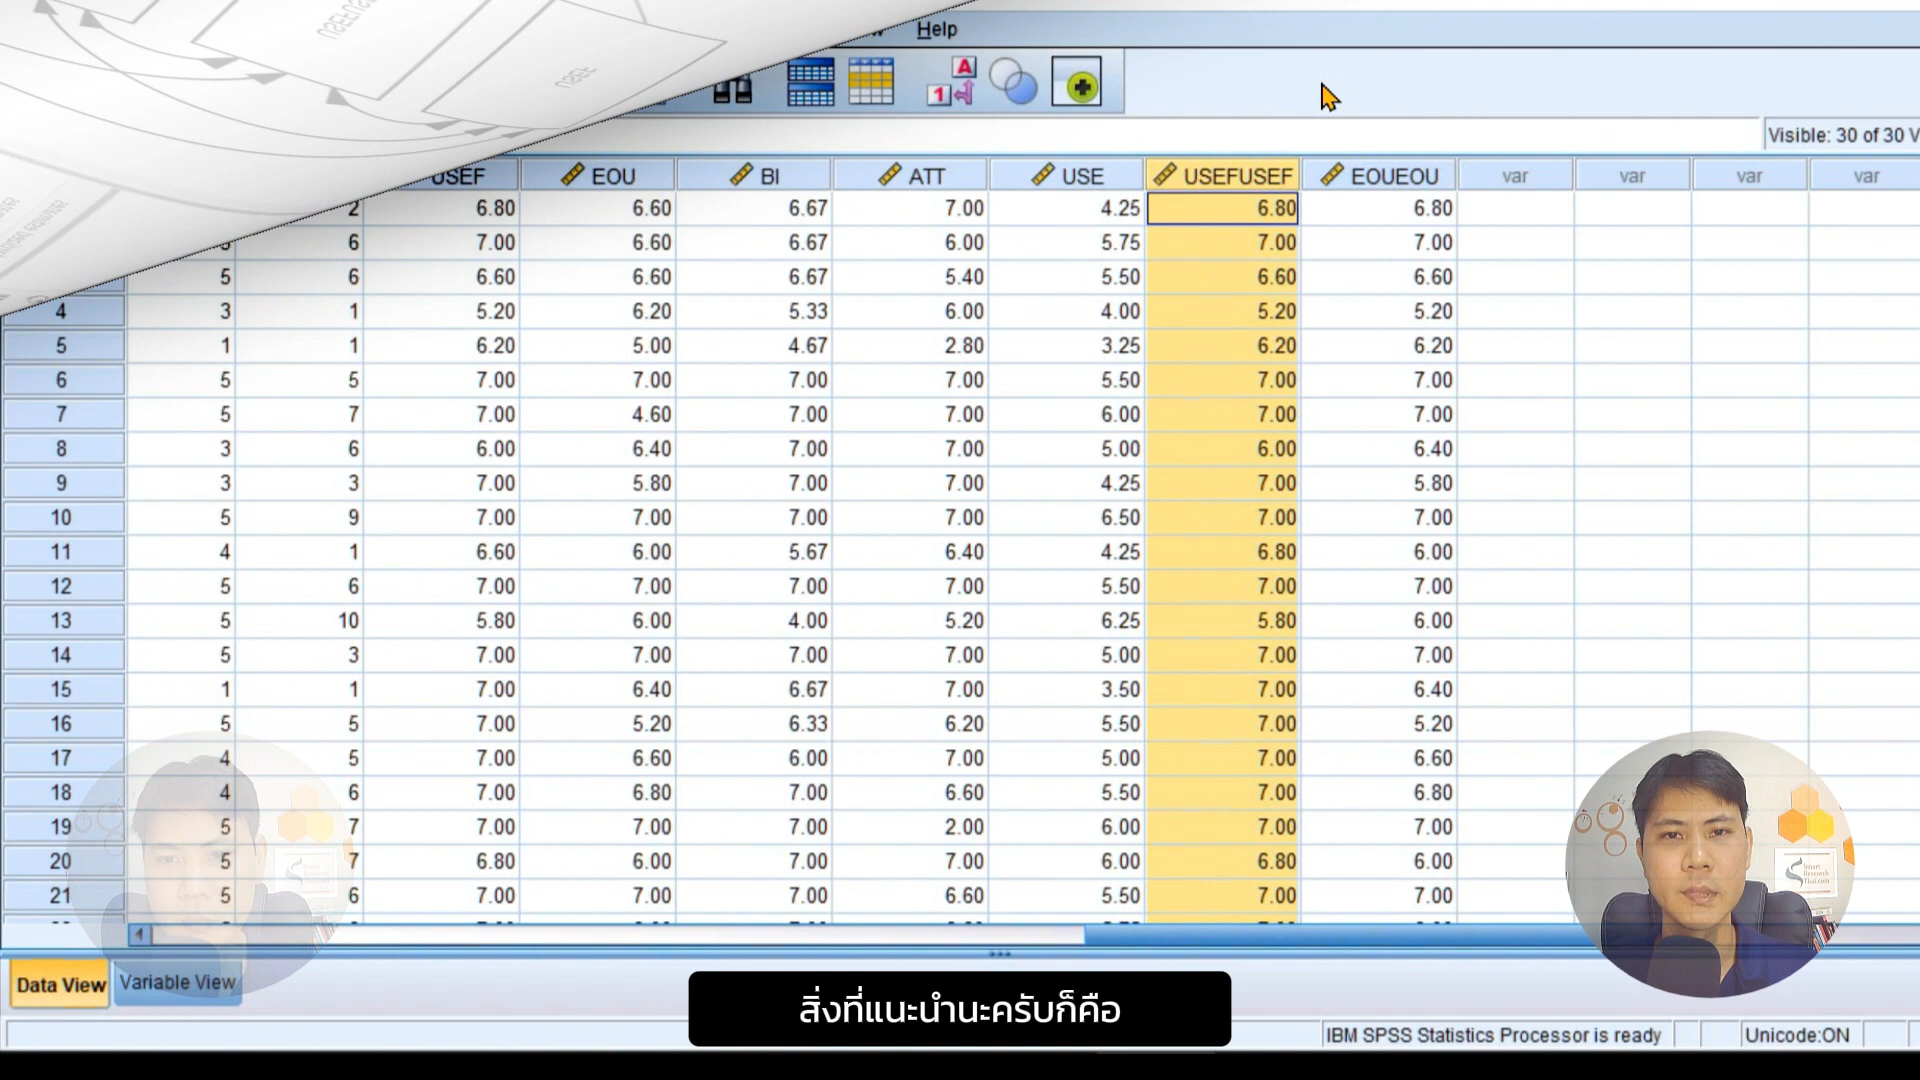 Help
Visible: 30 of 30 V
USEF EOU BI ATT USE USEFUSEF EOUEOU var var var var
2 6.80 6.60 6.67 7.00 4.25 6.80 6.80
6 7.00 6.60 6.67 6.00 5.75 7.00 7.00
5 6 6.60 6.60 6.67 5.40 5.50 6.60 6.60
4 3 1 5.20 6.20 5.33 6.00 4.00 5.20 5.20
5 1 1 6.20 5.00 4.67 2.80 3.25 6.20 6.20
6 5 5 7.00 7.00 7.00 7.00 5.50 7.00 7.00
7 5 7 7.00 4.60 7.00 7.00 6.00 7.00 7.00
8 3 6 6.00 6.40 7.00 7.00 5.00 6.00 6.40
9 3 3 7.00 5.80 7.00 7.00 4.25 7.00 5.80
10 5 9 7.00 7.00 7.00 7.00 6.50 7.00 7.00
11 4 1 6.60 6.00 5.67 6.40 4.25 6.80 6.00
12 5 6 7.00 7.00 7.00 7.00 5.50 7.00 7.00
13 5 10 5.80 6.00 4.00 5.20 6.25 5.80 6.00
14 5 3 7.00 7.00 7.00 7.00 5.00 7.00 7.00
15 1 1 7.00 6.40 6.67 7.00 3.50 7.00 6.40
16 5 5 7.00 5.20 6.33 6.20 5.50 7.00 5.20
17 4 5 7.00 6.60 6.00 7.00 5.00 7.00 6.60
18 4 6 7.00 6.80 7.00 6.60 5.50 7.00 6.80
19 5 7 7.00 7.00 7.00 2.00 6.00 7.00 7.00
20 5 7 6.80 6.00 7.00 7.00 6.00 6.80 6.00
21 5 6 7.00 7.00 7.00 6.60 5.50 7.00 7.00
Smart
Research
Thai.com
Data View Variable View
สิ่งที่แนะนำนะครับก็คือ
IBM SPSS Statistics Processor is ready Unicode:ON